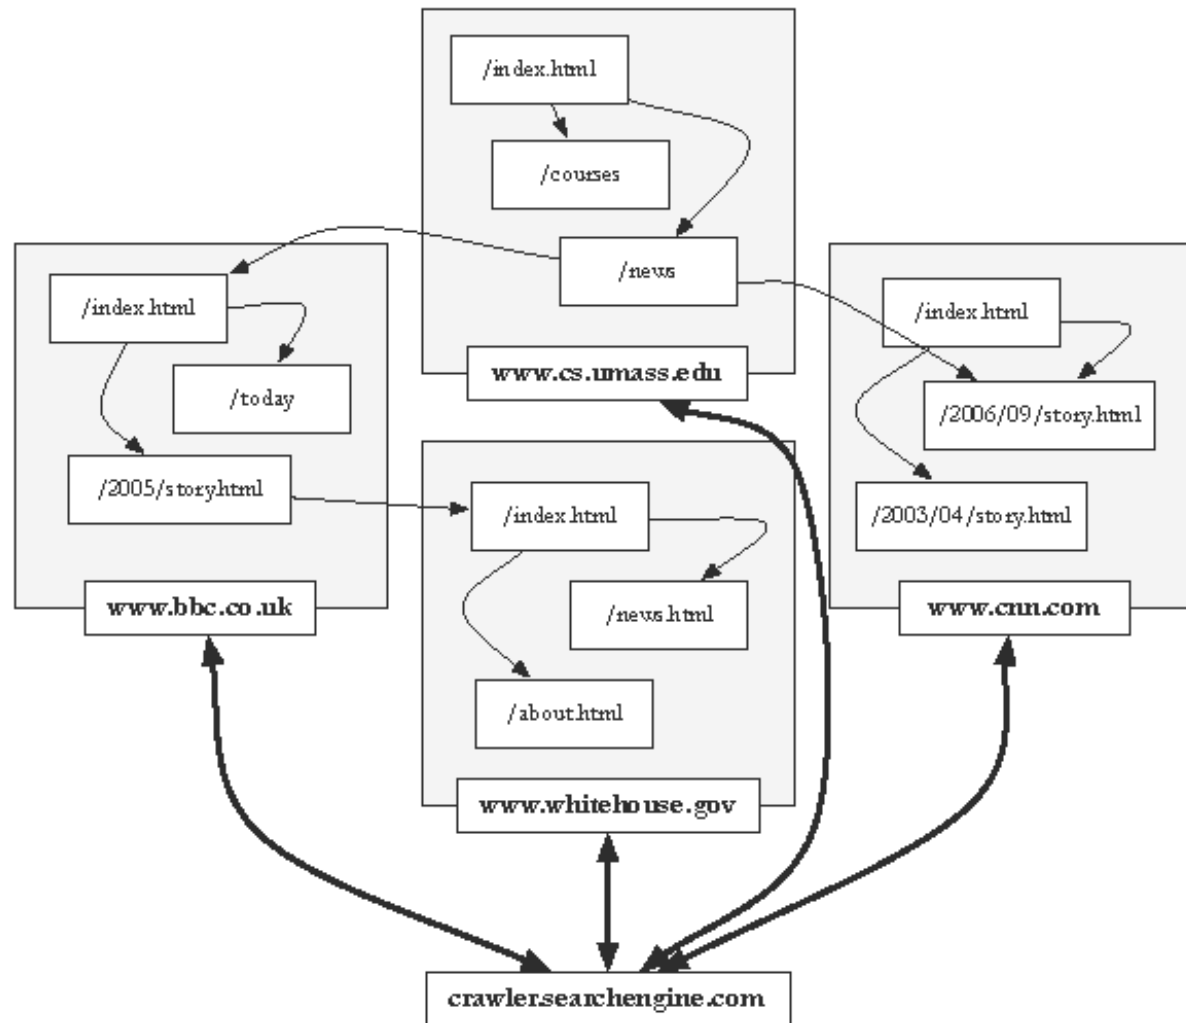 /index.html
/courses
/news
www.cs.umass.edu
/index.html
/today
/2005/story.html
www.bbc.co.uk
/index.html
/2006/09/story.html
/2003/04/story.html
www.cnn.com
/index.html
/news.html
/about.html
www.whitehouse.gov
crawler.searchengine.com